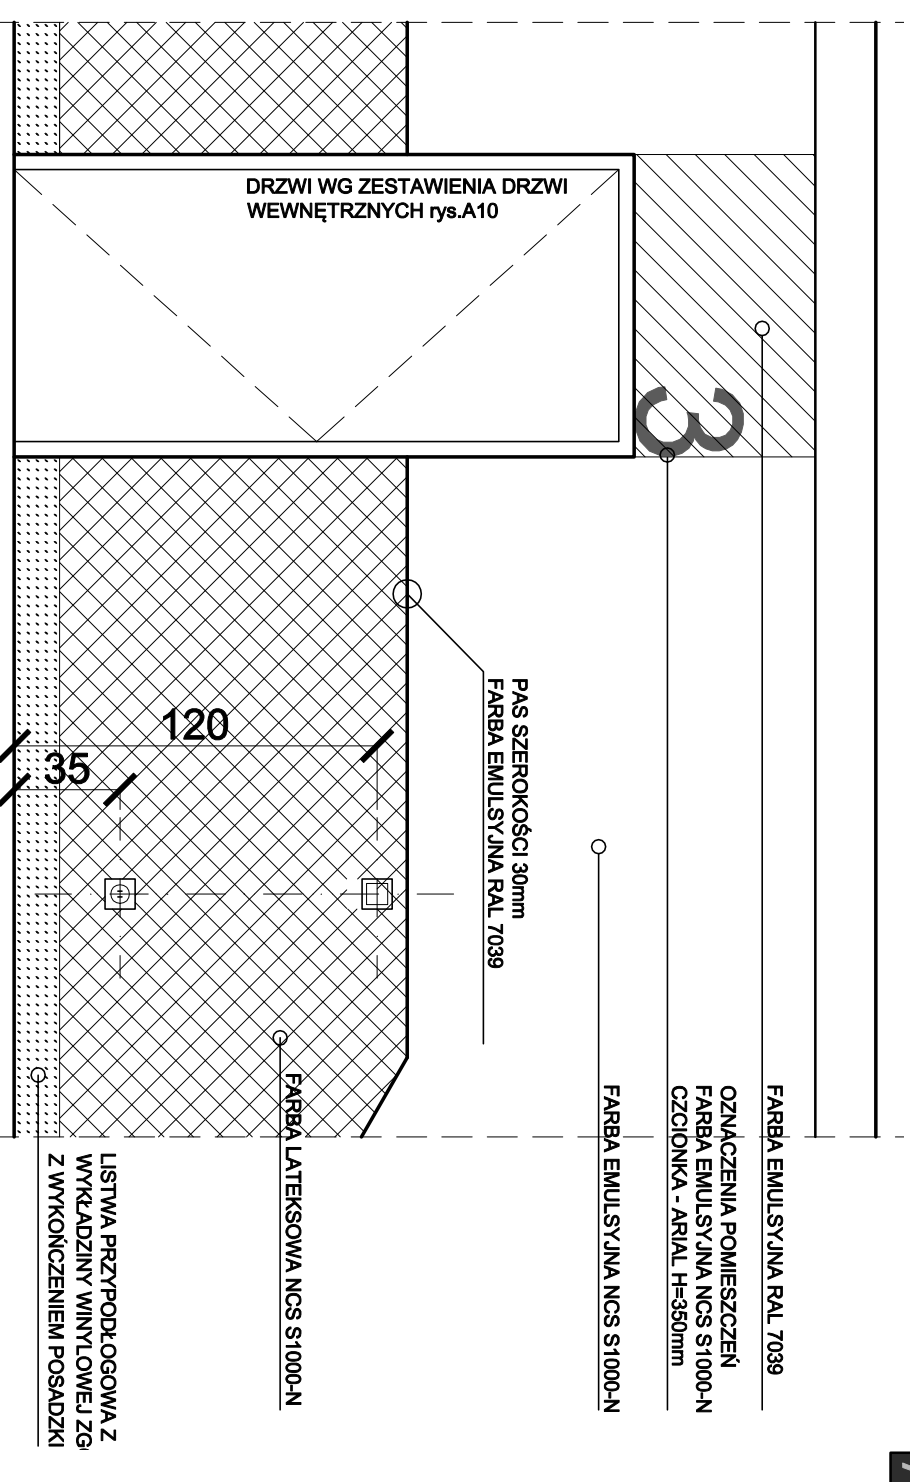 DRZWI WG ZESTAWIENIA DRZWI
WEWNĘTRZNYCH rys.A10
3
FARBA EMULSYJNA RAL 7039
OZNACZENIA POMIESZCZEŃ
FARBA EMULSYJNA NCS S1000-N
CZCIONKA - ARIAL H=350mm
FARBA EMULSYJNA NCS S1000-N
PAS SZEROKOŚCI 30mm
FARBA EMULSYJNA RAL 7039
120
35
FARBA LATEKSOWA NCS S1000-N
LISTWA PRZYPODŁOGOWA Z
WYKŁADZINY WINYLOWEJ
Z WYKOŃCZENIEM POSADZKI